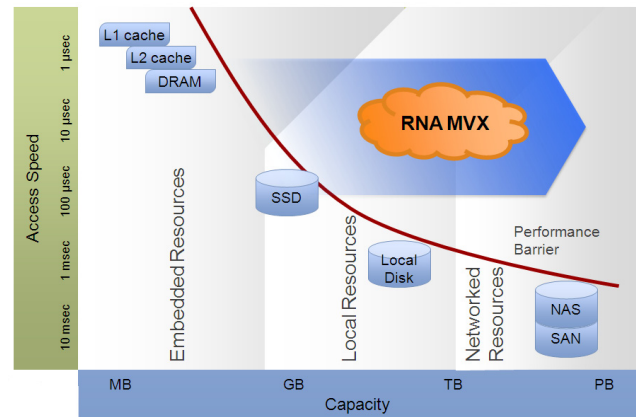 Access Speed
1 µsec
10 µsec
100 µsec
1 msec
10 msec
L1 cache
L2 cache
DRAM
RNA MVX
SSD
Local
Disk
NAS
SAN
Performance
Barrier
Embedded Resources
Local Resources
Networked
Resources
MB
GB
TB
PB
Capacity